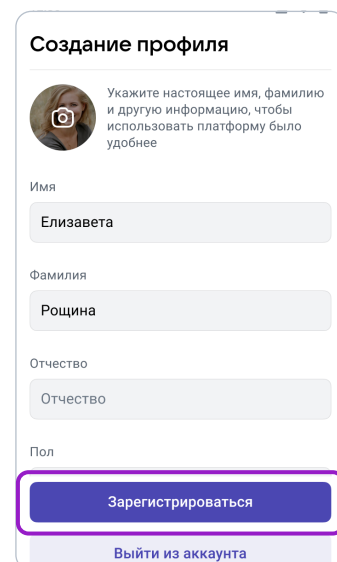 Создание профиля
Укажите настоящее имя, фамилию
и другую информацию, чтобы
использовать платформу было
удобнее
Имя
Елизавета
Фамилия
Рощина
Отчество
Отчество
Пол
Зарегистрироваться
Выйти из аккаунта